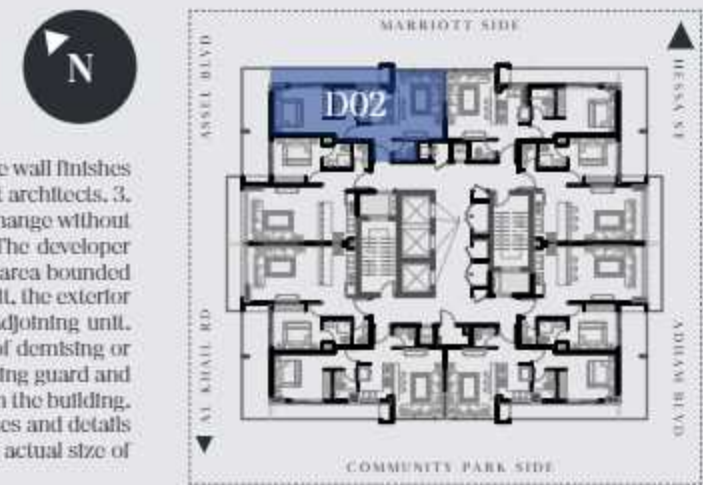 N
e wall finishes
t architects. 3.
hange without
The developer
area bounded
it, the exterior
djoining unit.
of demising or
ing guard and
n the building.
es and details
actual size of
MARRIOTT SIDE
ANSEL BLVD
HESSA ST
D02
AL KHAIL RD
ADHAM BLVD
COMMUNITY PARK SIDE